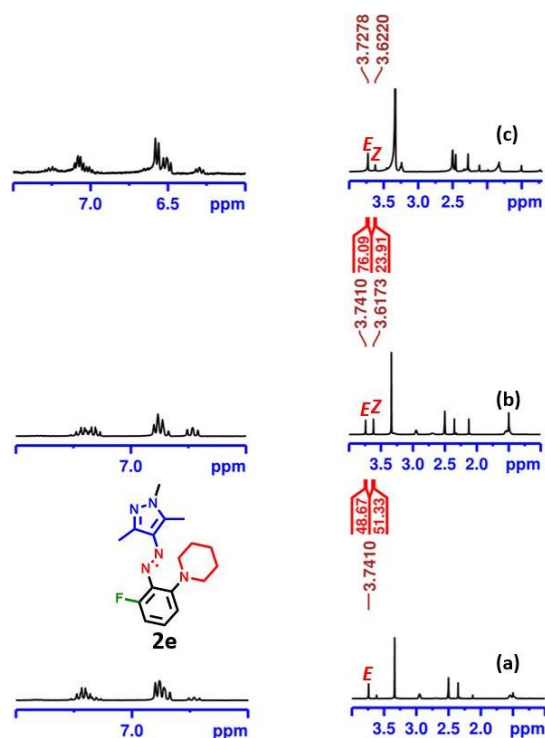 3.7278
3.6220
E Z
(c)
7.0 6.5 ppm
3.5 3.0 2.5 ppm
76.09
23.91
3.7410
3.6173
E Z
(b)
7.0 ppm
3.5 3.0 2.5 2.0 ppm
48.67
51.33
3.7410
N
N
N
N
N
F
2e
E
(a)
7.0 ppm
3.5 3.0 2.5 2.0 ppm